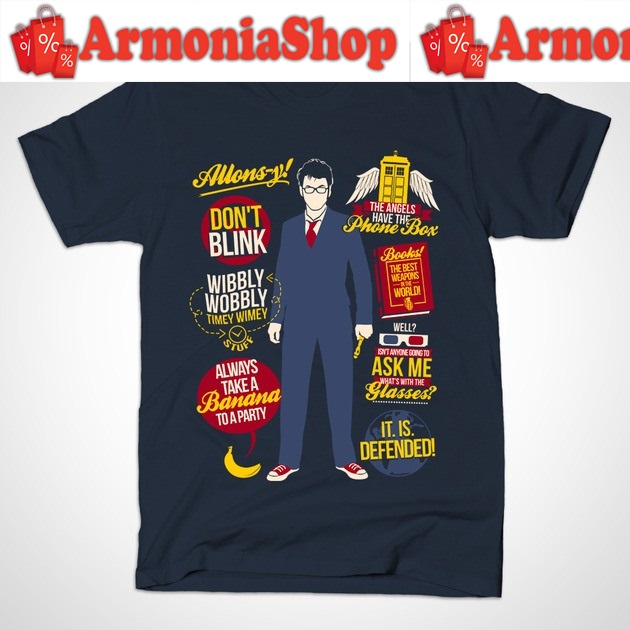 ArmoniaShop
Armon
Allons-y!
DON'T
BLINK
WIBBLY
WOBBLY
TIMEY WIMEY
STUFF
ALWAYS
TAKE A
Banana
TO A PARTY
THE ANGELS
HAVE THE
Phone Box
Books!
THE BEST
WEAPONS
IN THE
WORLD!
WELL?
ISN'T ANYONE GOING TO
ASK ME
WHAT'S WITH THE
Glasses?
IT. IS.
DEFENDED!